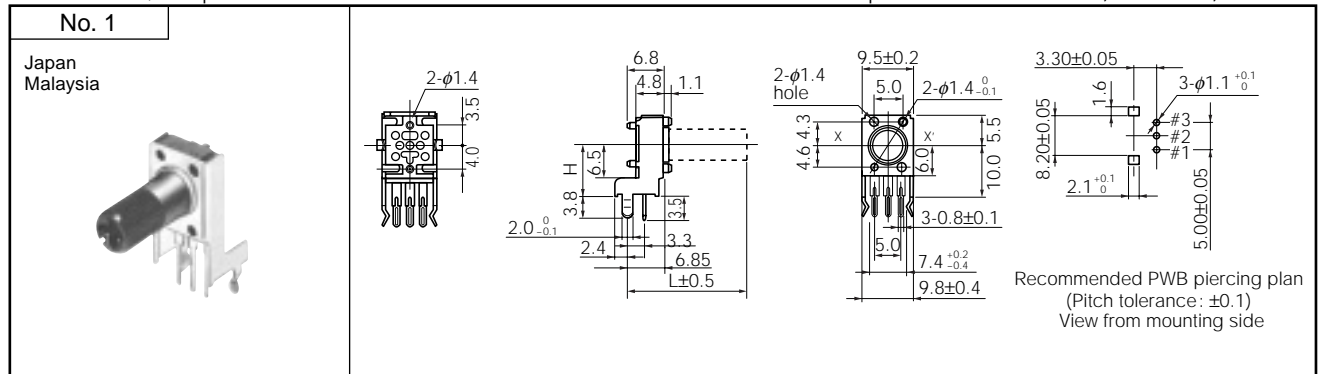 No. 1
Japan
Malaysia
2-ϕ1.4
3.5
4.0
6.8
4.8
1.1
H
6.5
3.8
3.5
2.0 0 -0.1
2.4
3.3
6.85
L±0.5
2-ϕ1.4
hole
9.5±0.2
5.0
2-ϕ1.4 0 -0.1
4.3
4.6
X
X'
6.0
5.5
10.0
3-0.8±0.1
5.0
7.4 +0.2 -0.4
9.8±0.4
3.30±0.05
1.6
3-ϕ1.1 +0.1 0
8.20±0.05
#3
#2
#1
2.1 +0.1 0
5.00±0.05
Recommended PWB piercing plan
(Pitch tolerance: ±0.1)
View from mounting side